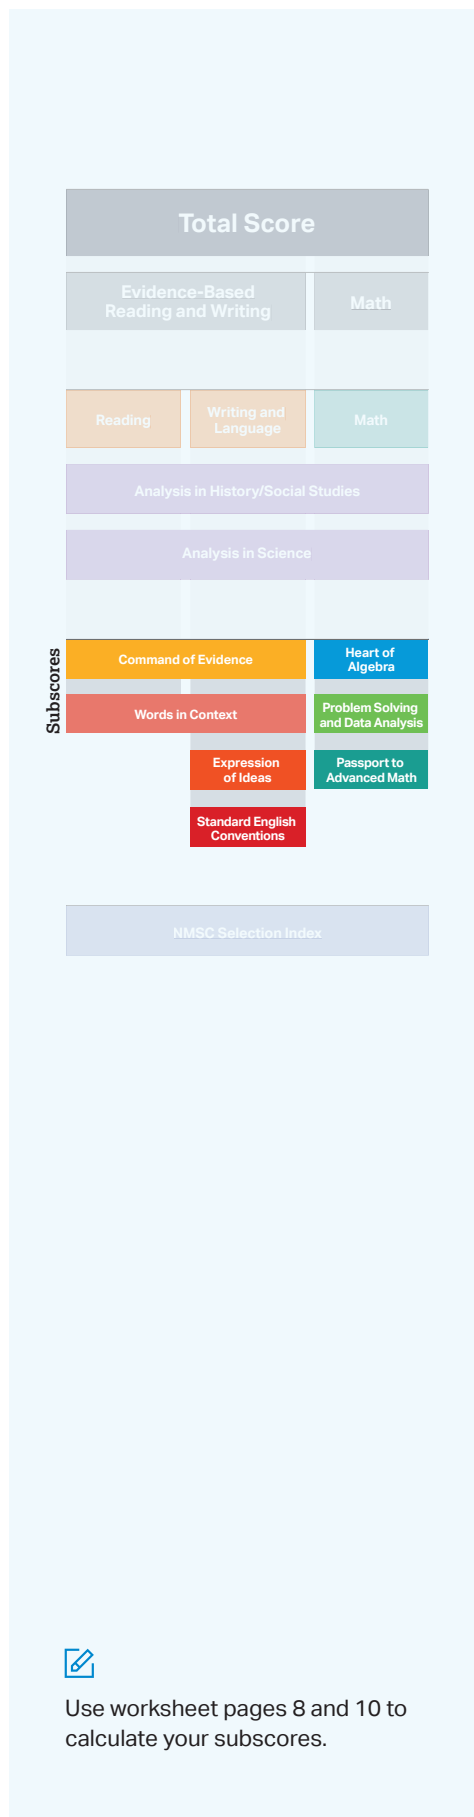 Total Score
Evidence-Based
Reading and Writing
Math
Reading
Writing and
Language
Math
Analysis in History/Social Studies
Analysis in Science
Subscores
Command of Evidence
Heart of
Algebra
Words in Context
Problem Solving
and Data Analysis
Expression
of Ideas
Passport to
Advanced Math
Standard English
Conventions
NMSC Selection Index
Use worksheet pages 8 and 10 to
calculate your subscores.